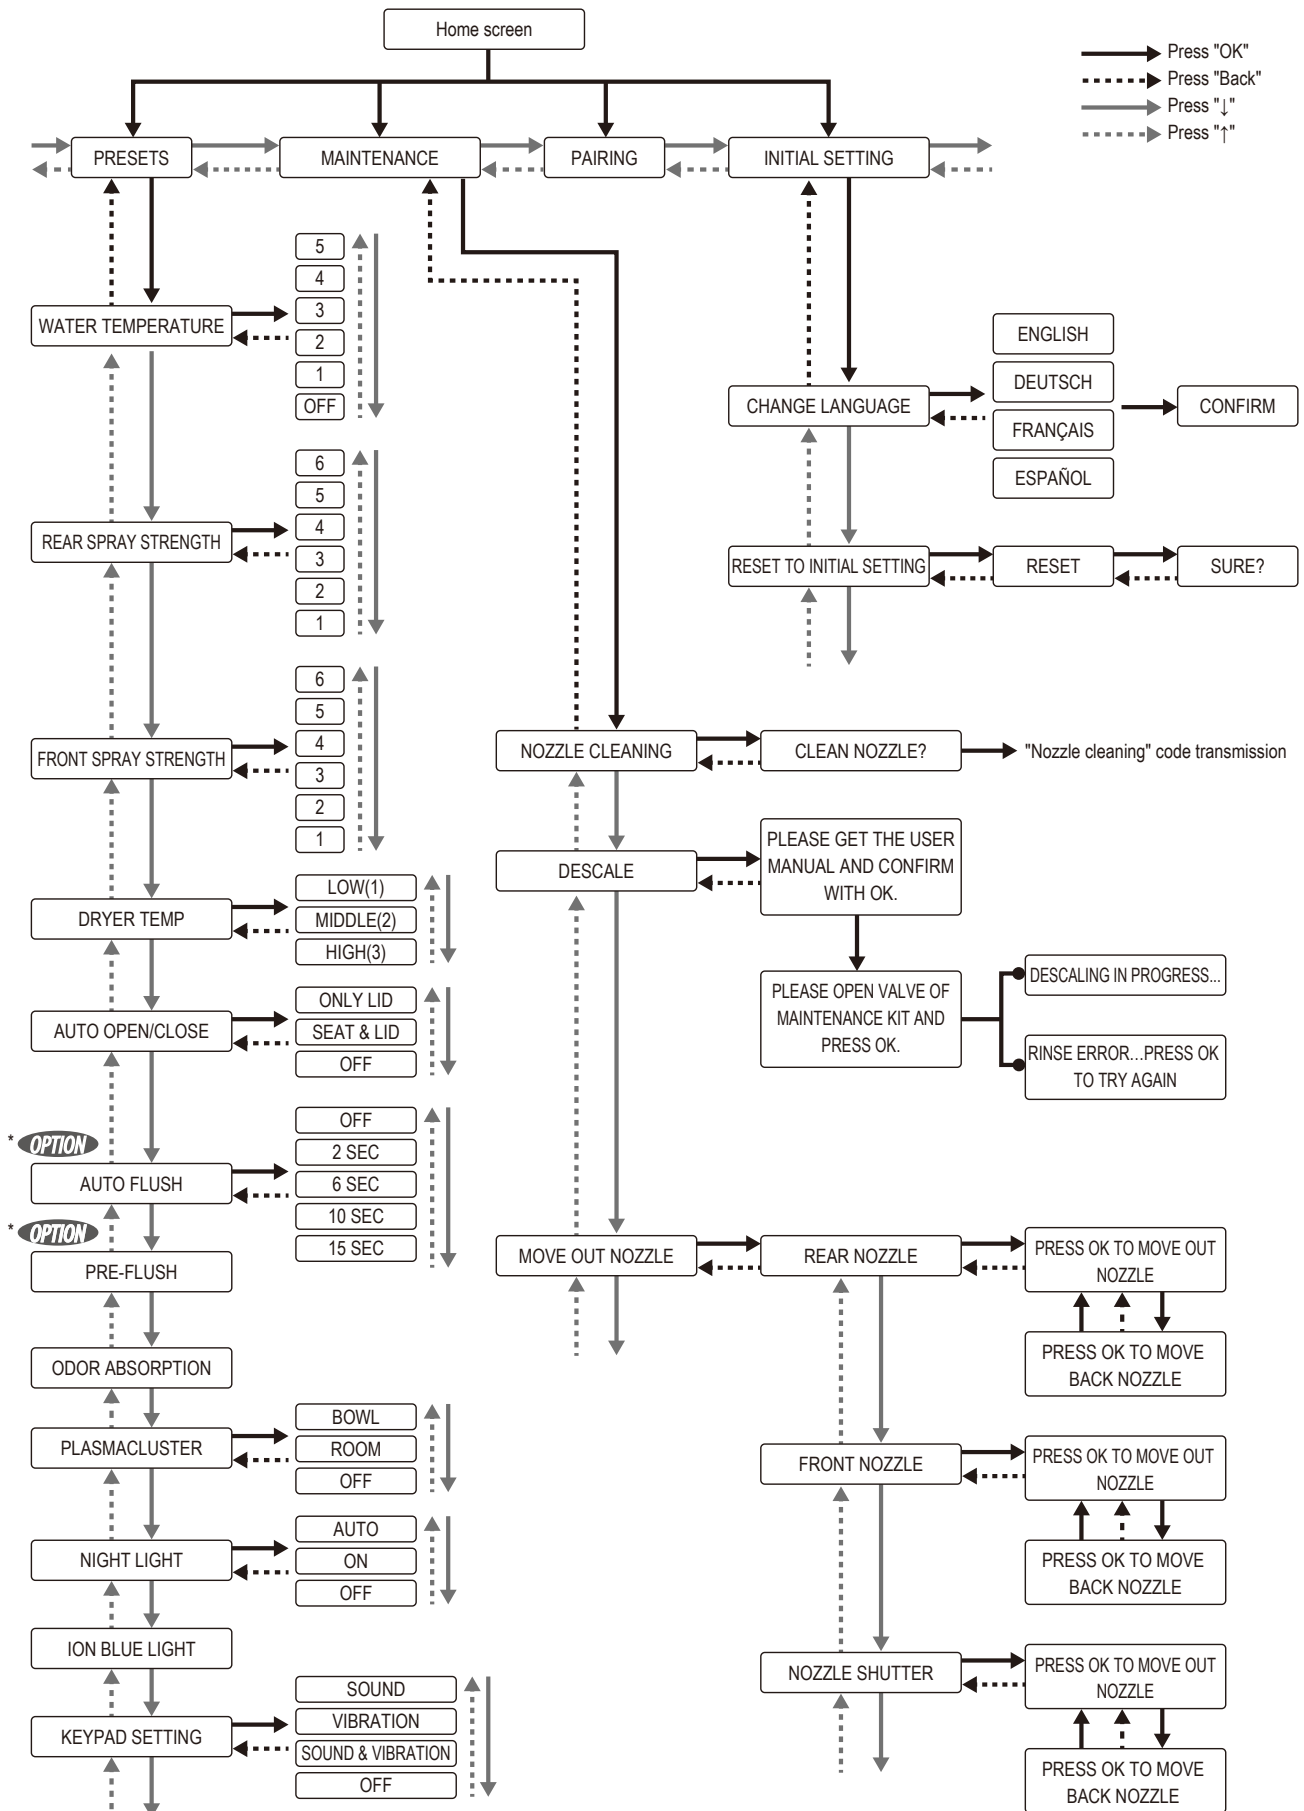 Home screen
Press "OK"
Press "Back"
Press "↓"
Press "↑"
PRESETS
MAINTENANCE
PAIRING
INITIAL SETTING
WATER TEMPERATURE
5
4
3
2
1
OFF
REAR SPRAY STRENGTH
6
5
4
3
2
1
FRONT SPRAY STRENGTH
6
5
4
3
2
1
DRYER TEMP
LOW(1)
MIDDLE(2)
HIGH(3)
AUTO OPEN/CLOSE
ONLY LID
SEAT & LID
OFF
* OPTION
AUTO FLUSH
OFF
2 SEC
6 SEC
10 SEC
15 SEC
* OPTION
PRE-FLUSH
ODOR ABSORPTION
PLASMACLUSTER
BOWL
ROOM
OFF
NIGHT LIGHT
AUTO
ON
OFF
ION BLUE LIGHT
KEYPAD SETTING
SOUND
VIBRATION
SOUND & VIBRATION
OFF
NOZZLE CLEANING
CLEAN NOZZLE?
"Nozzle cleaning" code transmission
DESCALE
PLEASE GET THE USER
MANUAL AND CONFIRM
WITH OK.
PLEASE OPEN VALVE OF
MAINTENANCE KIT AND
PRESS OK.
DESCALING IN PROGRESS...
RINSE ERROR...PRESS OK
TO TRY AGAIN
MOVE OUT NOZZLE
REAR NOZZLE
PRESS OK TO MOVE OUT
NOZZLE
PRESS OK TO MOVE
BACK NOZZLE
FRONT NOZZLE
PRESS OK TO MOVE OUT
NOZZLE
PRESS OK TO MOVE
BACK NOZZLE
NOZZLE SHUTTER
PRESS OK TO MOVE OUT
NOZZLE
PRESS OK TO MOVE
BACK NOZZLE
CHANGE LANGUAGE
ENGLISH
DEUTSCH
FRANÇAIS
ESPAÑOL
CONFIRM
RESET TO INITIAL SETTING
RESET
SURE?